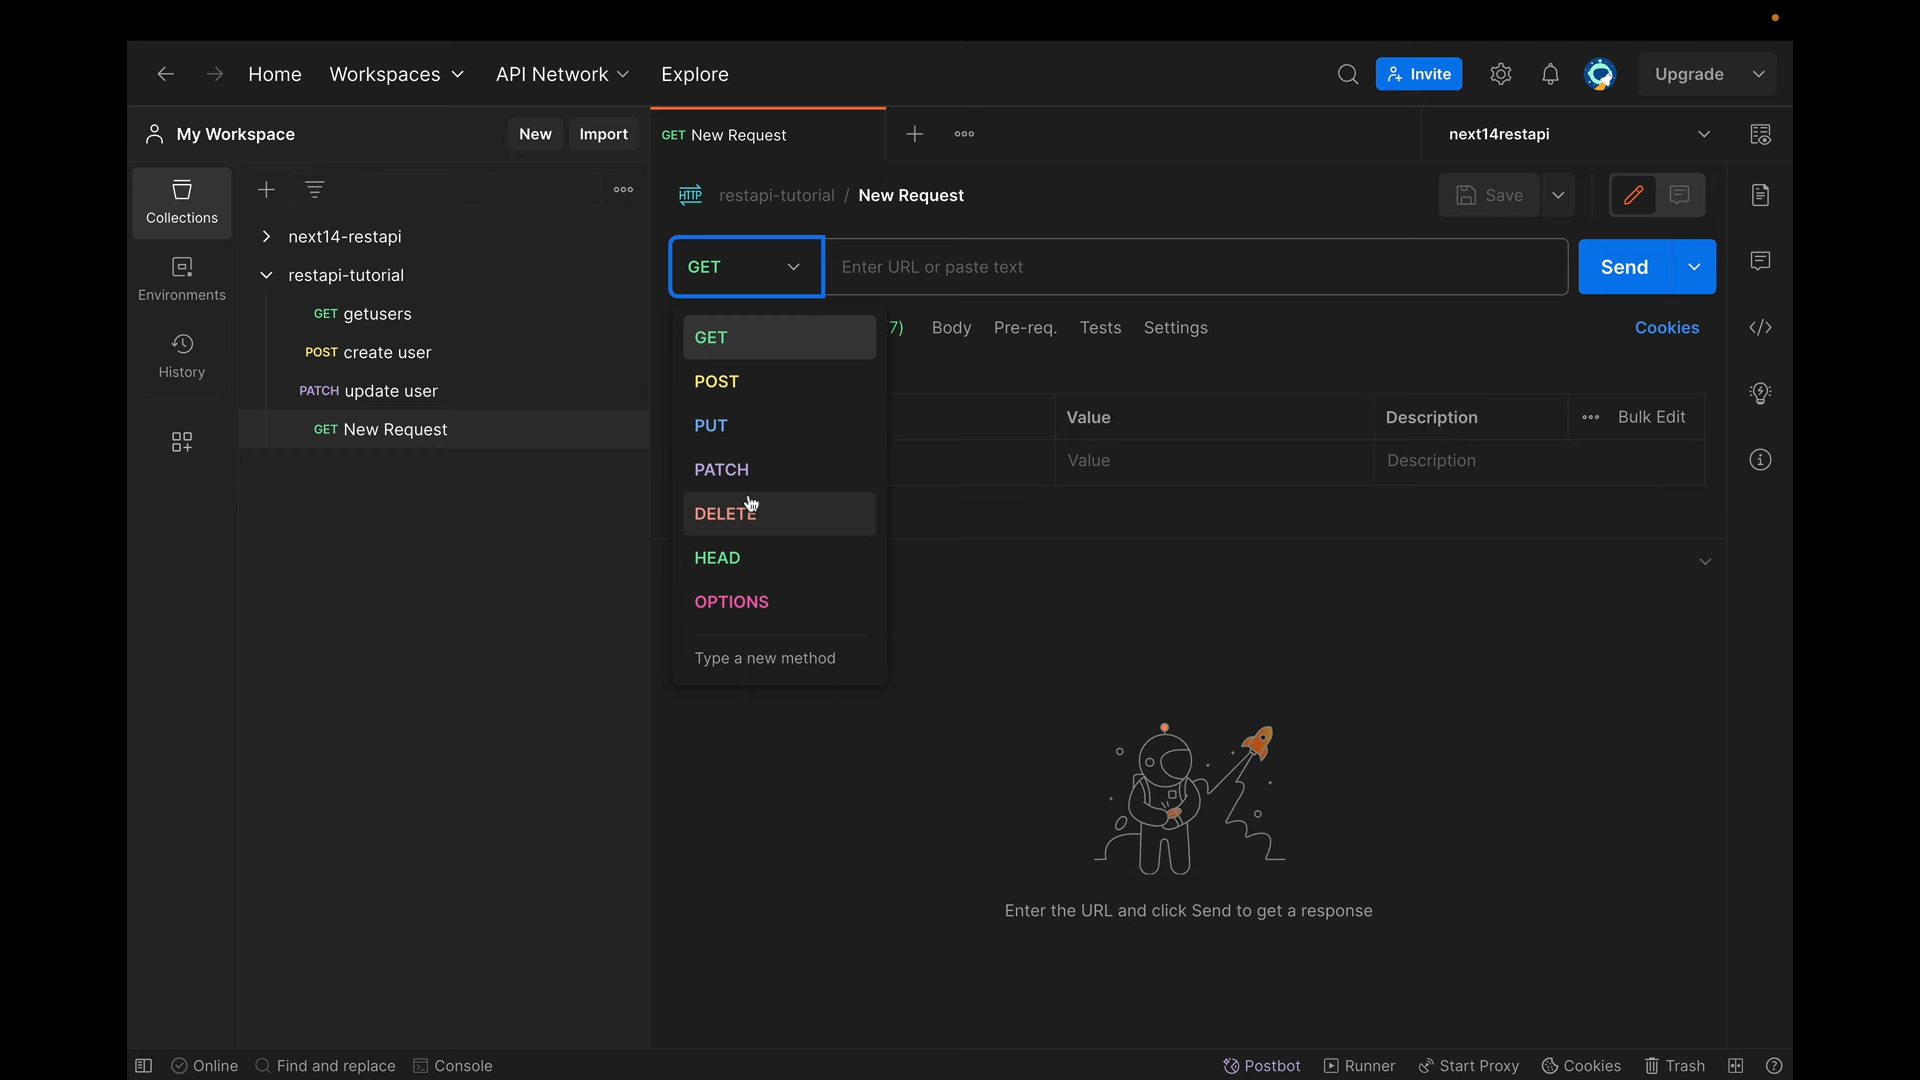 Home Workspaces API Network Explore Invite Upgrade
My Workspace New Import GET New Request next14restapi
Collections
Environments
History
next14-restapi
restapi-tutorial
GET getusers
POST create user
PATCH update user
GET New Request
HTTP restapi-tutorial / New Request Save
GET Enter URL or paste text Send
7) Body Pre-req. Tests Settings Cookies
GET
POST
PUT
PATCH
DELETE
HEAD
OPTIONS
Type a new method
Value Description Bulk Edit
Value Description
Enter the URL and click Send to get a response
Online Find and replace Console Postbot Runner Start Proxy Cookies Trash